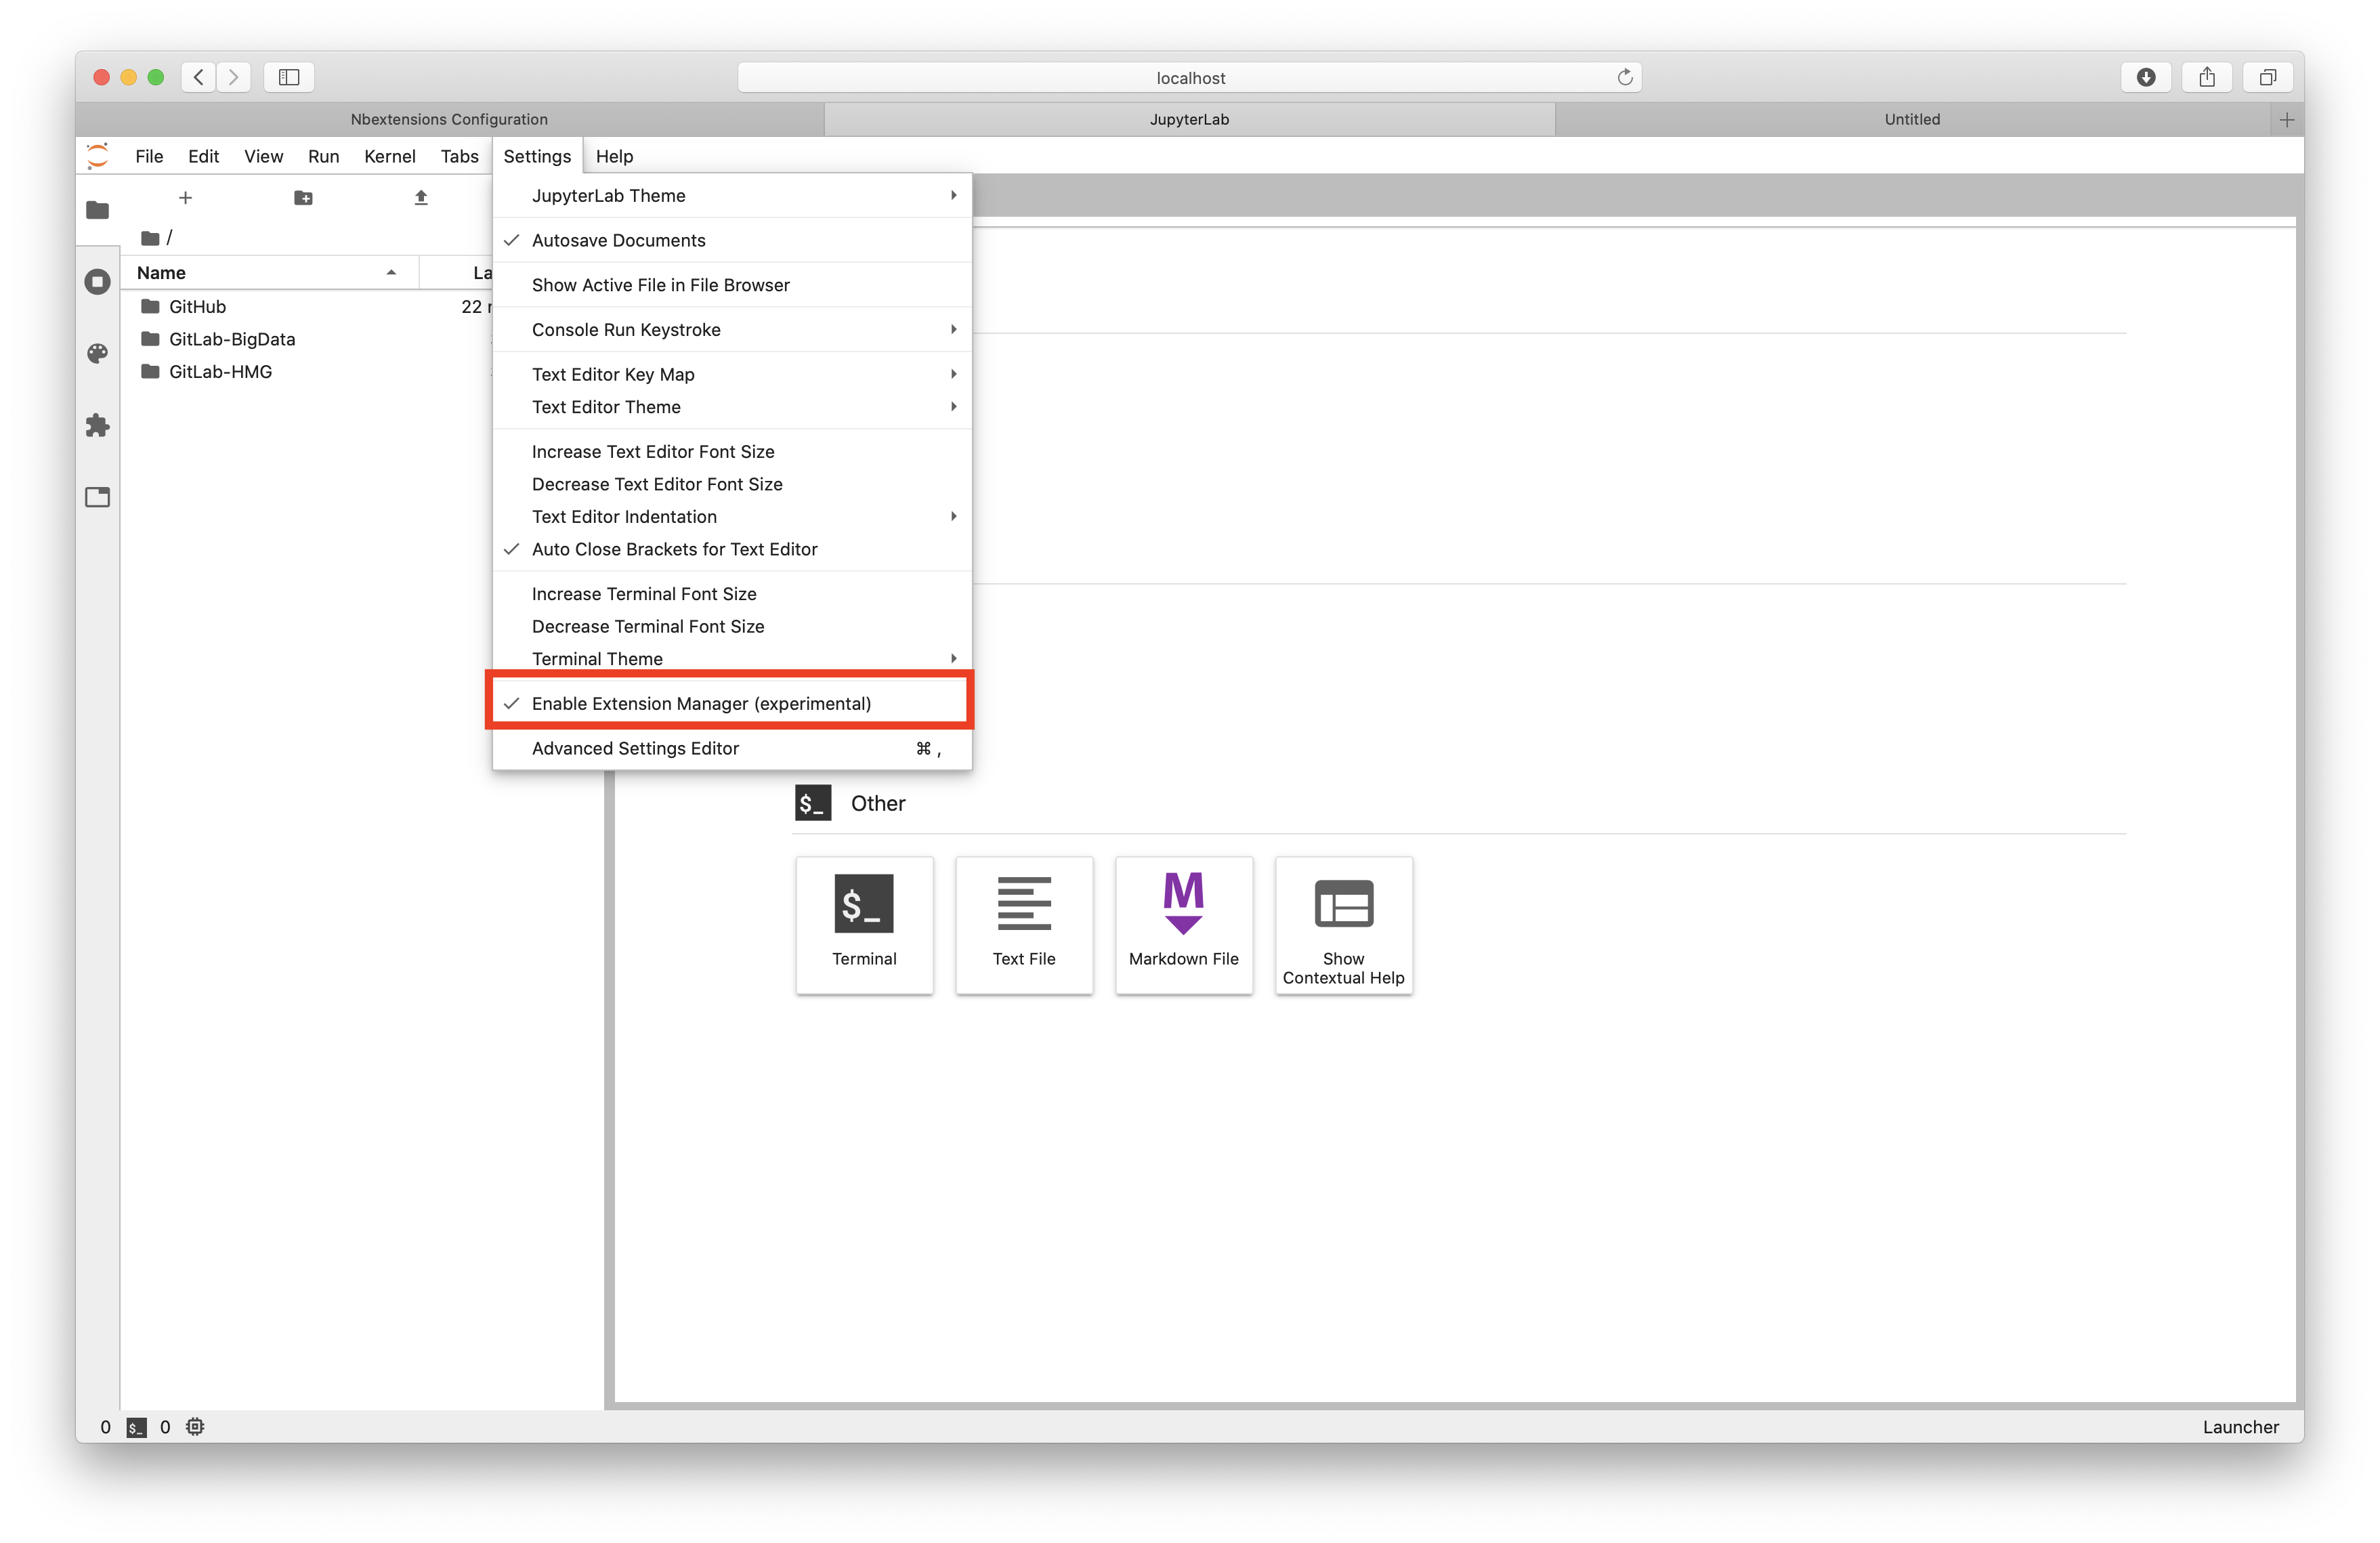 localhost
Nbextensions Configuration
JupyterLab
Untitled
File Edit View Run Kernel Tabs Settings Help
/
Name
GitHub
22
GitLab-BigData
GitLab-HMG
JupyterLab Theme
Autosave Documents
Show Active File in File Browser
Console Run Keystroke
Text Editor Key Map
Text Editor Theme
Increase Text Editor Font Size
Decrease Text Editor Font Size
Text Editor Indentation
Auto Close Brackets for Text Editor
Increase Terminal Font Size
Decrease Terminal Font Size
Terminal Theme
Enable Extension Manager (experimental)
Advanced Settings Editor ⌘ ,
$_ Other
$_
Terminal
Text File
M
Markdown File
Show
Contextual Help
0 $_ 0
Launcher